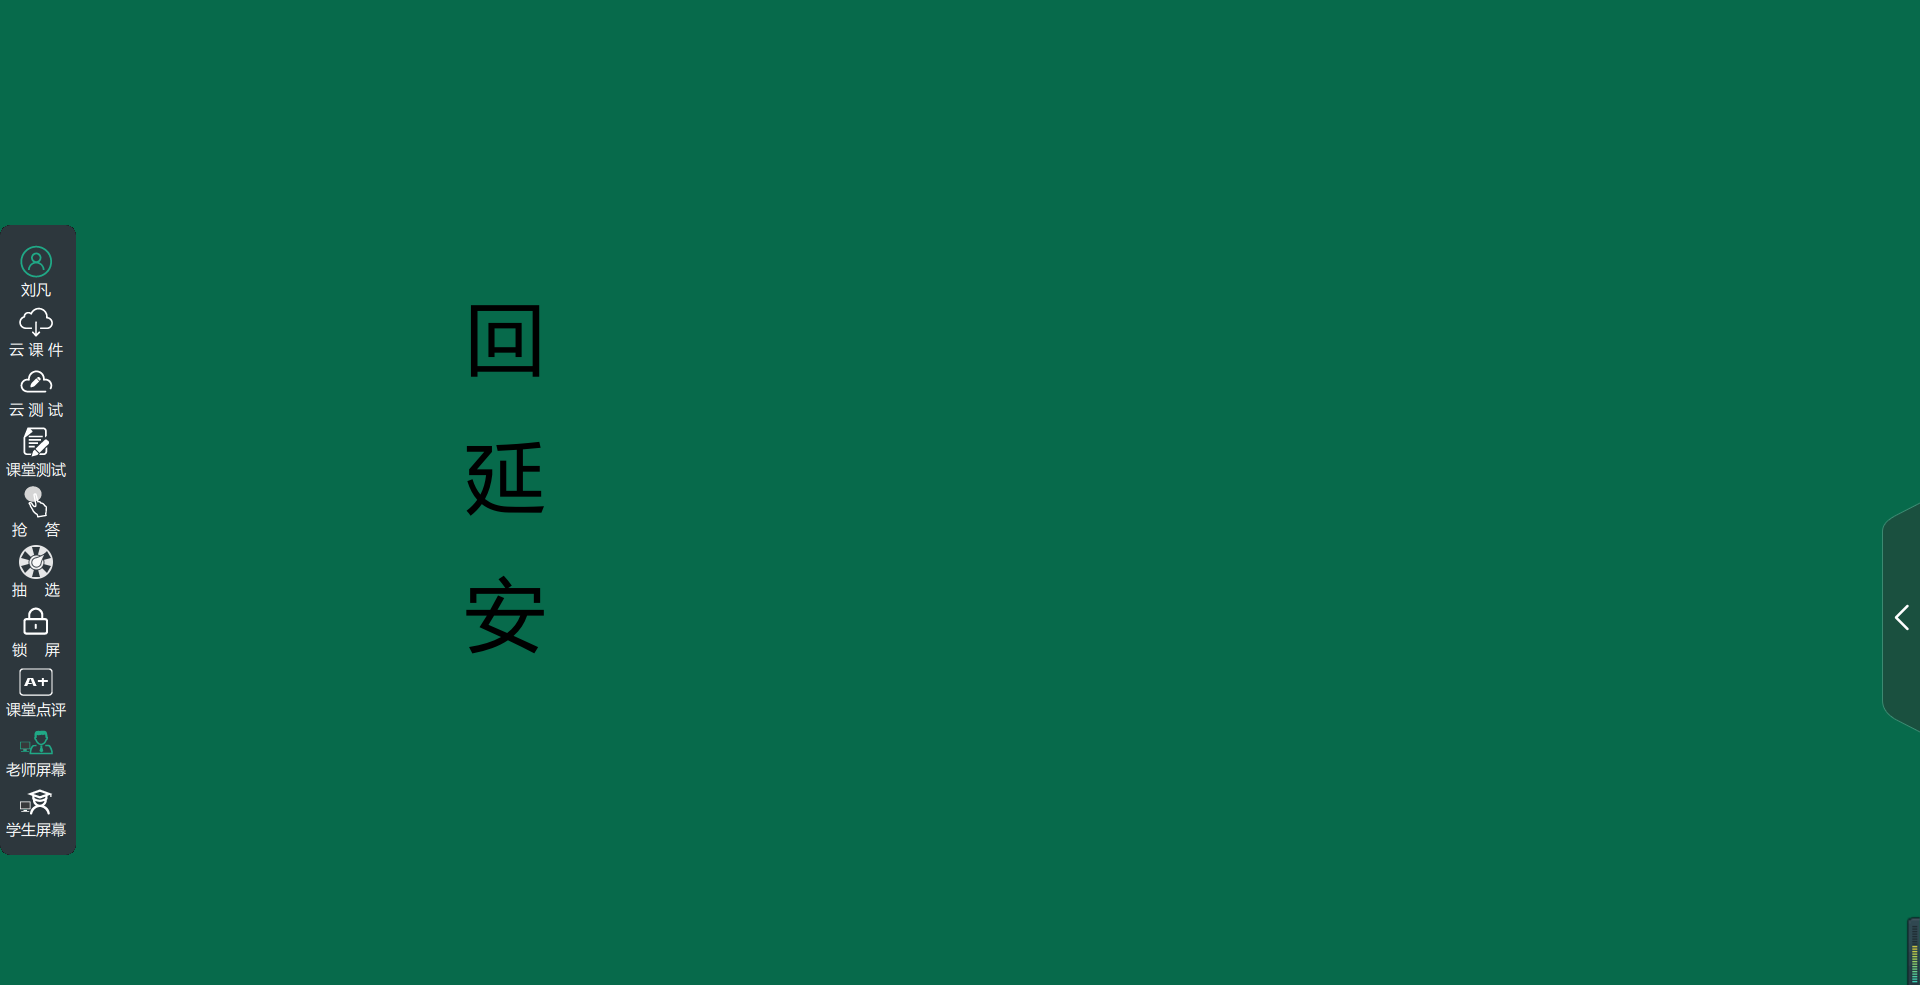 刘凡
云课件
云测试
课堂测试
抢 答
抽 选
锁 屏
A+
课堂点评
老师屏幕
学生屏幕
回
延
安